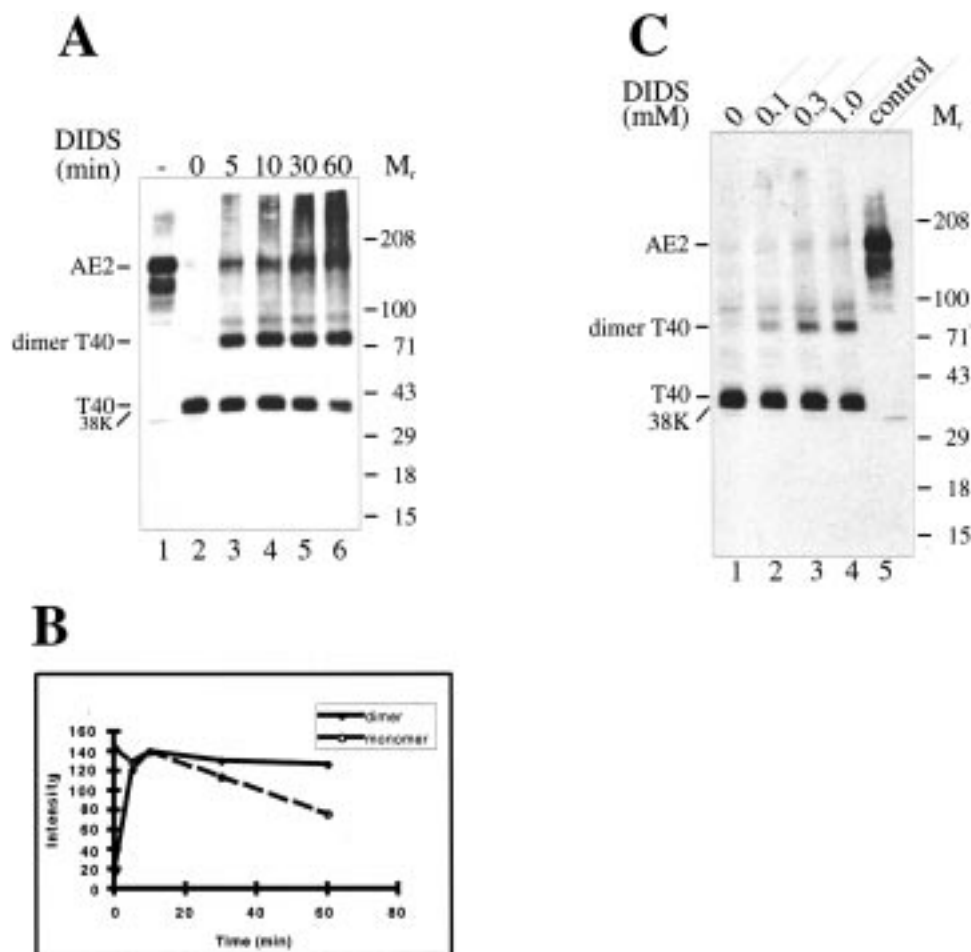 A
DIDS
(min)
- 0 5 10 30 60 Mr
AE2
dimer T40
T40
38K
208
100
71
43
29
18
15
1 2 3 4 5 6
C
DIDS
(mM)
0 0.1 0.3 1.0 control Mr
AE2
dimer T40
T40
38K
208
100
71
43
29
18
15
1 2 3 4 5
B
dimer
monomer
Intensity
160
140
120
100
80
60
40
20
0
0 20 40 60 80
Time (min)